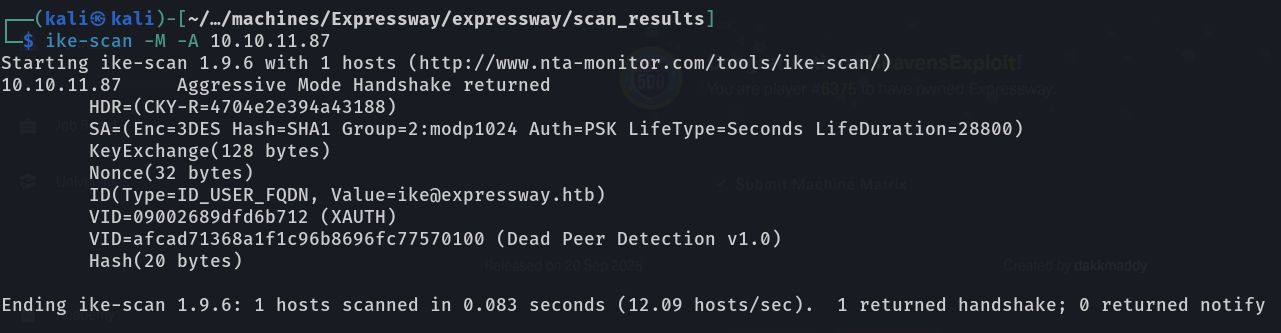 ┌──(kali㉿kali)-[~/…/machines/Expressway/expressway/scan_results]
└─$ ike-scan -M -A 10.10.11.87
Starting ike-scan 1.9.6 with 1 hosts (http://www.nta-monitor.com/tools/ike-scan/)
avensExploit!
10.10.11.87 Aggressive Mode Handshake returned
500
You are player #6375 to have pwned Expressway
HDR=(CKY-R=4704e2e394a43188)
SA=(Enc=3DES Hash=SHA1 Group=2:modp1024 Auth=PSK LifeType=Seconds LifeDuration=28800)
KeyExchange(128 bytes)
Nonce(32 bytes)
Submit Machine Matrix
ID(Type=ID_USER_FQDN, Value=ike@expressway.htb)
VID=09002689dfd6b712 (XAUTH)
VID=afcad71368a1f1c96b8696fc77570100 (Dead Peer Detection v1.0)
Hash(20 bytes)
Released on 20 Sep 2025
Created by dakkmaddy
Ending ike-scan 1.9.6: 1 hosts scanned in 0.083 seconds (12.09 hosts/sec). 1 returned handshake; 0 returned notify